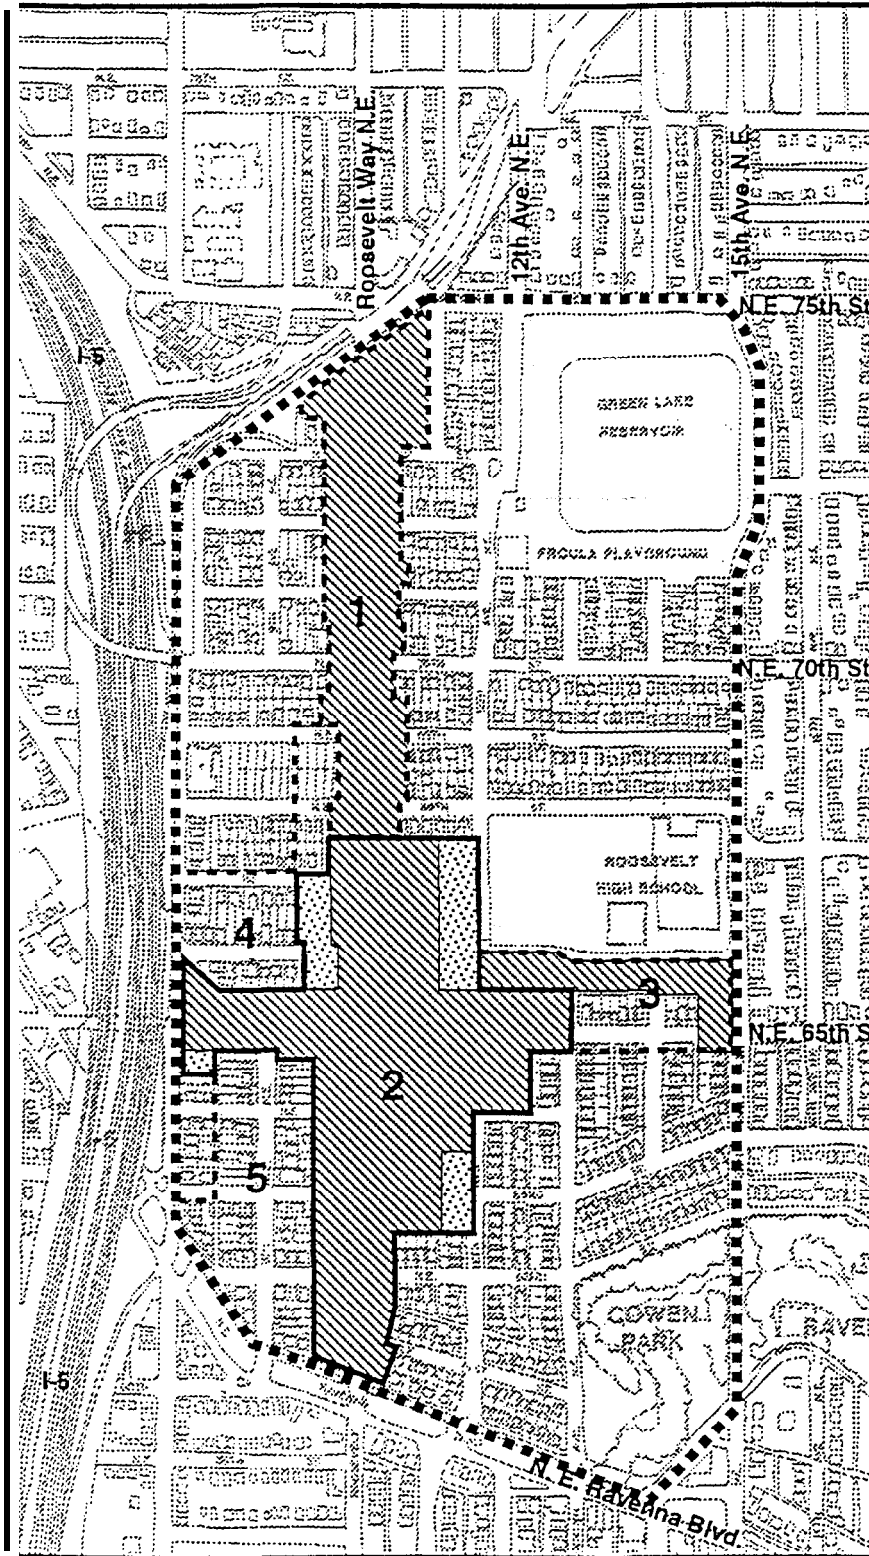 Roosevelt Way N.E.
12th Ave. N.E.
15th Ave. N.E.
N.E. 75th St
I-5
GREEN LAKE
RESERVOIR
FROULA PLAYGROUND
1
N.E. 70th St
ROOSEVELT
HIGH SCHOOL
4
3
N.E. 65th S
2
5
COWEN
PARK
RAVE
I-5
N.E. Ravenna Blvd.